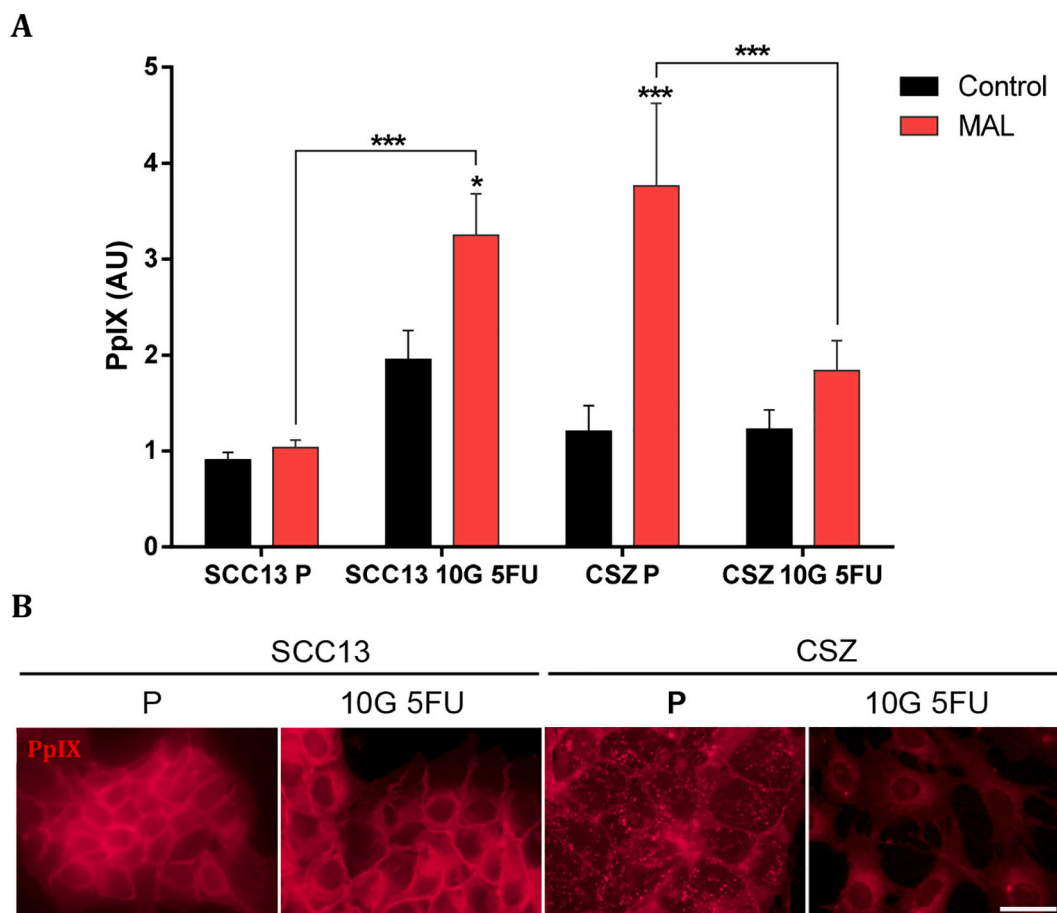 A
PpIX (AU)
5
4
3
2
1
0
***
*
***
***
Control
MAL
SCC13 P
SCC13 10G 5FU
CSZ P
CSZ 10G 5FU
B
SCC13
CSZ
P
10G 5FU
P
10G 5FU
PpIX